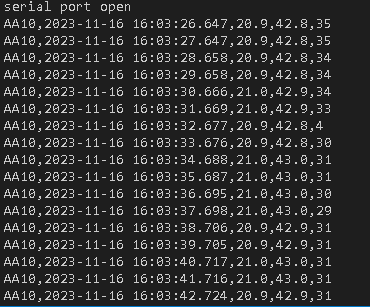 serial port open
AA10,2023-11-16 16:03:26.647,20.9,42.8,35
AA10,2023-11-16 16:03:27.647,20.9,42.8,35
AA10,2023-11-16 16:03:28.658,20.9,42.8,34
AA10,2023-11-16 16:03:29.658,20.9,42.8,34
AA10,2023-11-16 16:03:30.666,21.0,42.9,34
AA10,2023-11-16 16:03:31.669,21.0,42.9,33
AA10,2023-11-16 16:03:32.677,20.9,42.8,4
AA10,2023-11-16 16:03:33.676,20.9,42.8,30
AA10,2023-11-16 16:03:34.688,21.0,43.0,31
AA10,2023-11-16 16:03:35.687,21.0,43.0,31
AA10,2023-11-16 16:03:36.695,21.0,43.0,30
AA10,2023-11-16 16:03:37.698,21.0,43.0,29
AA10,2023-11-16 16:03:38.706,20.9,42.9,31
AA10,2023-11-16 16:03:39.705,20.9,42.9,31
AA10,2023-11-16 16:03:40.717,21.0,43.0,31
AA10,2023-11-16 16:03:41.716,21.0,43.0,31
AA10,2023-11-16 16:03:42.724,20.9,42.9,31